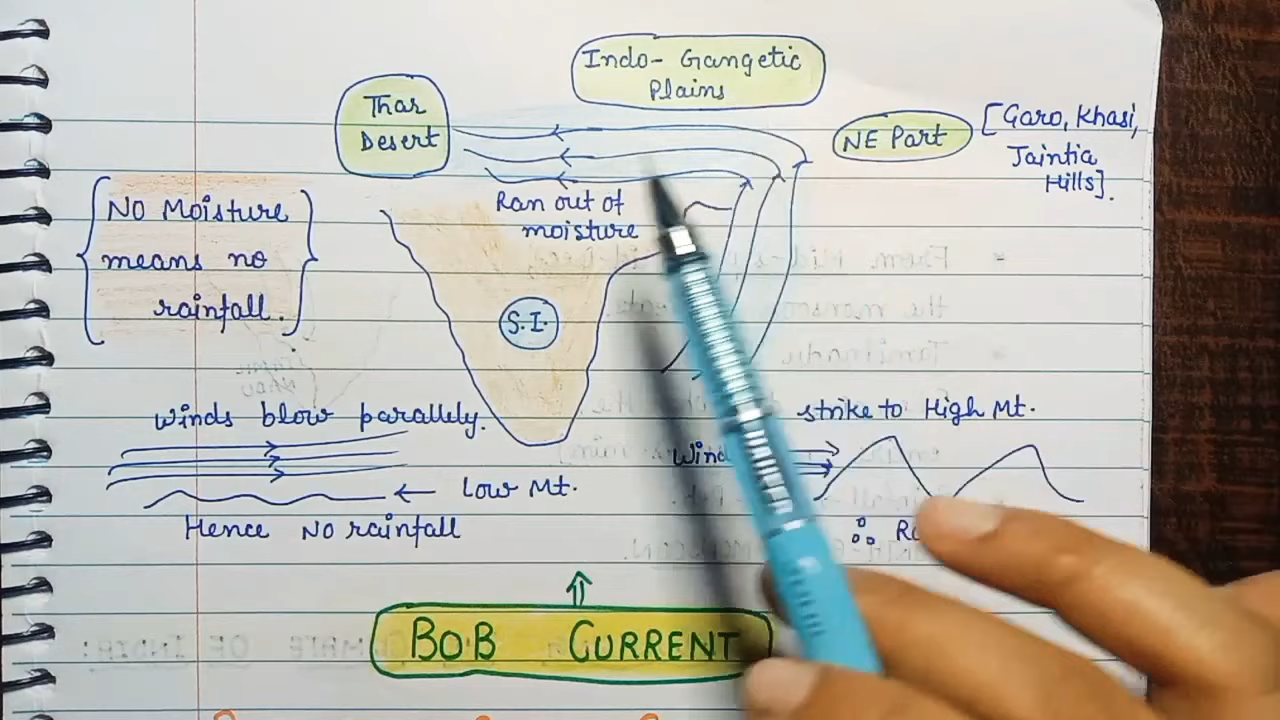 Indo-Gangetic
Plains
Thar
Desert
NE Part
[Garo, Khasi,
Jaintia
Hills].
Ran out of
moisture
{No Moisture
means no
rainfall.}
S.I.
Winds blow parallely.
strike to High Mt.
← Low Mt.
Hence No rainfall
BOB CURRENT